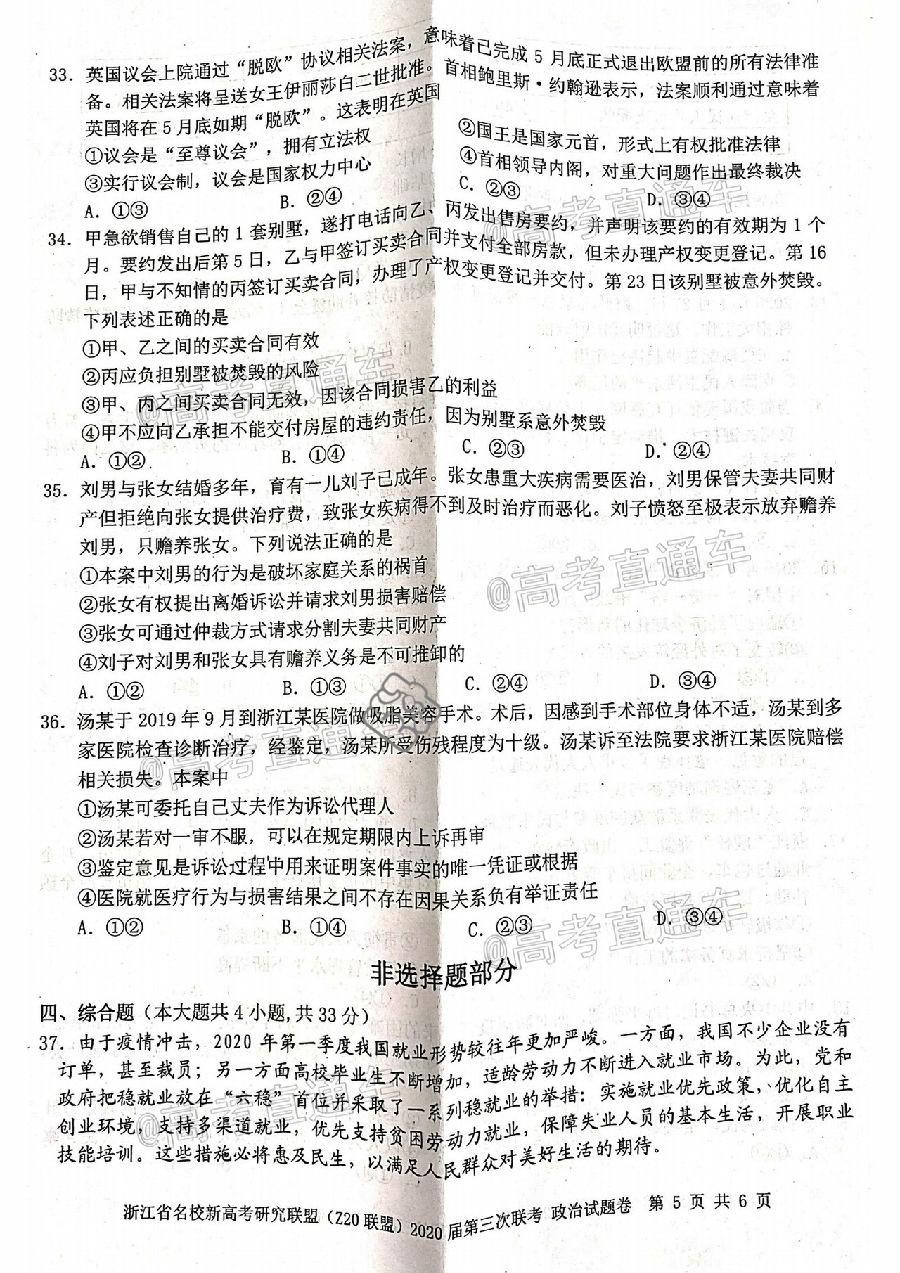 33. 英国议会上院通过“脱欧”协议相关法案，意味着已完成 5 月底正式退出欧盟前的所有法律准
备。相关法案将呈送女王伊丽莎白二世批准。首相鲍里斯·约翰逊表示，法案顺利通过意味着
英国将在 5 月底如期“脱欧”。这表明在英国
①议会是“至尊议会”，拥有立法权 ②国王是国家元首，形式上有权批准法律
③实行议会制，议会是国家权力中心 ④首相领导内阁，对重大问题作出最终裁决
A. ①③ B. ②④ C. ②③ D. ③④
34. 甲急欲销售自己的 1 套别墅，遂打电话向乙、丙发出售房要约，并声明该要约的有效期为 1 个
月。要约发出后第 5 日，乙与甲签订买卖合同并支付全部房款，但未办理产权变更登记。第 16
日，甲与不知情的丙签订买卖合同，办理了产权变更登记并交付。第 23 日该别墅被意外焚毁。
下列表述正确的是
①甲、乙之间的买卖合同有效
②丙应负担别墅被焚毁的风险
③甲、丙之间买卖合同无效，因该合同损害乙的利益
④甲不应向乙承担不能交付房屋的违约责任，因为别墅系意外焚毁
A. ①② B. ①④ C. ②③ D. ②④
35. 刘男与张女结婚多年，育有一儿刘子已成年。张女患重大疾病需要医治，刘男保管夫妻共同财
产但拒绝向张女提供治疗费，致张女疾病得不到及时治疗而恶化。刘子愤怒至极表示放弃赡养
刘男，只赡养张女。下列说法正确的是
①本案中刘男的行为是破坏家庭关系的祸首
②张女有权提出离婚诉讼并请求刘男损害赔偿
③张女可通过仲裁方式请求分割夫妻共同财产
④刘子对刘男和张女具有赡养义务是不可推卸的
A. ①② B. ①③ C. ②④ D. ③④
36. 汤某于 2019 年 9 月到浙江某医院做吸脂美容手术。术后，因感到手术部位身体不适，汤某到多
家医院检查诊断治疗，经鉴定，汤某所受伤残程度为十级。汤某诉至法院要求浙江某医院赔偿
相关损失。本案中
①汤某可委托自己丈夫作为诉讼代理人
②汤某若对一审不服，可以在规定期限内上诉再审
③鉴定意见是诉讼过程中用来证明案件事实的唯一凭证或根据
④医院就医疗行为与损害结果之间不存在因果关系负有举证责任
A. ①② B. ①④ C. ②③ D. ③④
非选择题部分
四、综合题（本大题共 4 小题，共 33 分）
37. 由于疫情冲击，2020 年第一季度我国就业形势较往年更加严峻。一方面，我国不少企业没有
订单，甚至裁员；另一方面高校毕业生不断增加，适龄劳动力不断进入就业市场。为此，党和
政府把稳就业放在“六稳”首位并采取了一系列稳就业的举措：实施就业优先政策、优化自主
创业环境，支持多渠道就业，优先支持贫困劳动力就业，保障失业人员的基本生活，开展职业
技能培训。这些措施必将惠及民生，以满足人民群众对美好生活的期待。
浙江省名校新高考研究联盟（Z20 联盟）2020 届第三次联考 政治试题卷 第 5 页 共 6 页
@高考直通车
@高考直通车
@高考直通车
@高考直通车
@高考直通车
@高考直通车